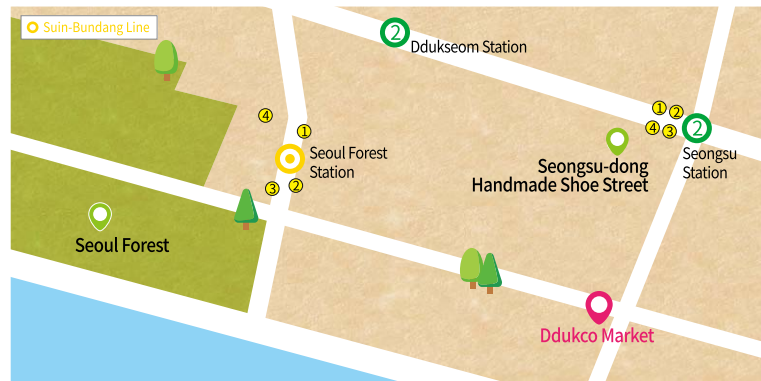 Suin-Bundang Line
2
Ddukseom Station
4
1
1
2
4
3
2
Seoul Forest
Station
Seongsu-dong
Handmade Shoe Street
Seongsu
Station
3
2
Seoul Forest
Ddukco Market